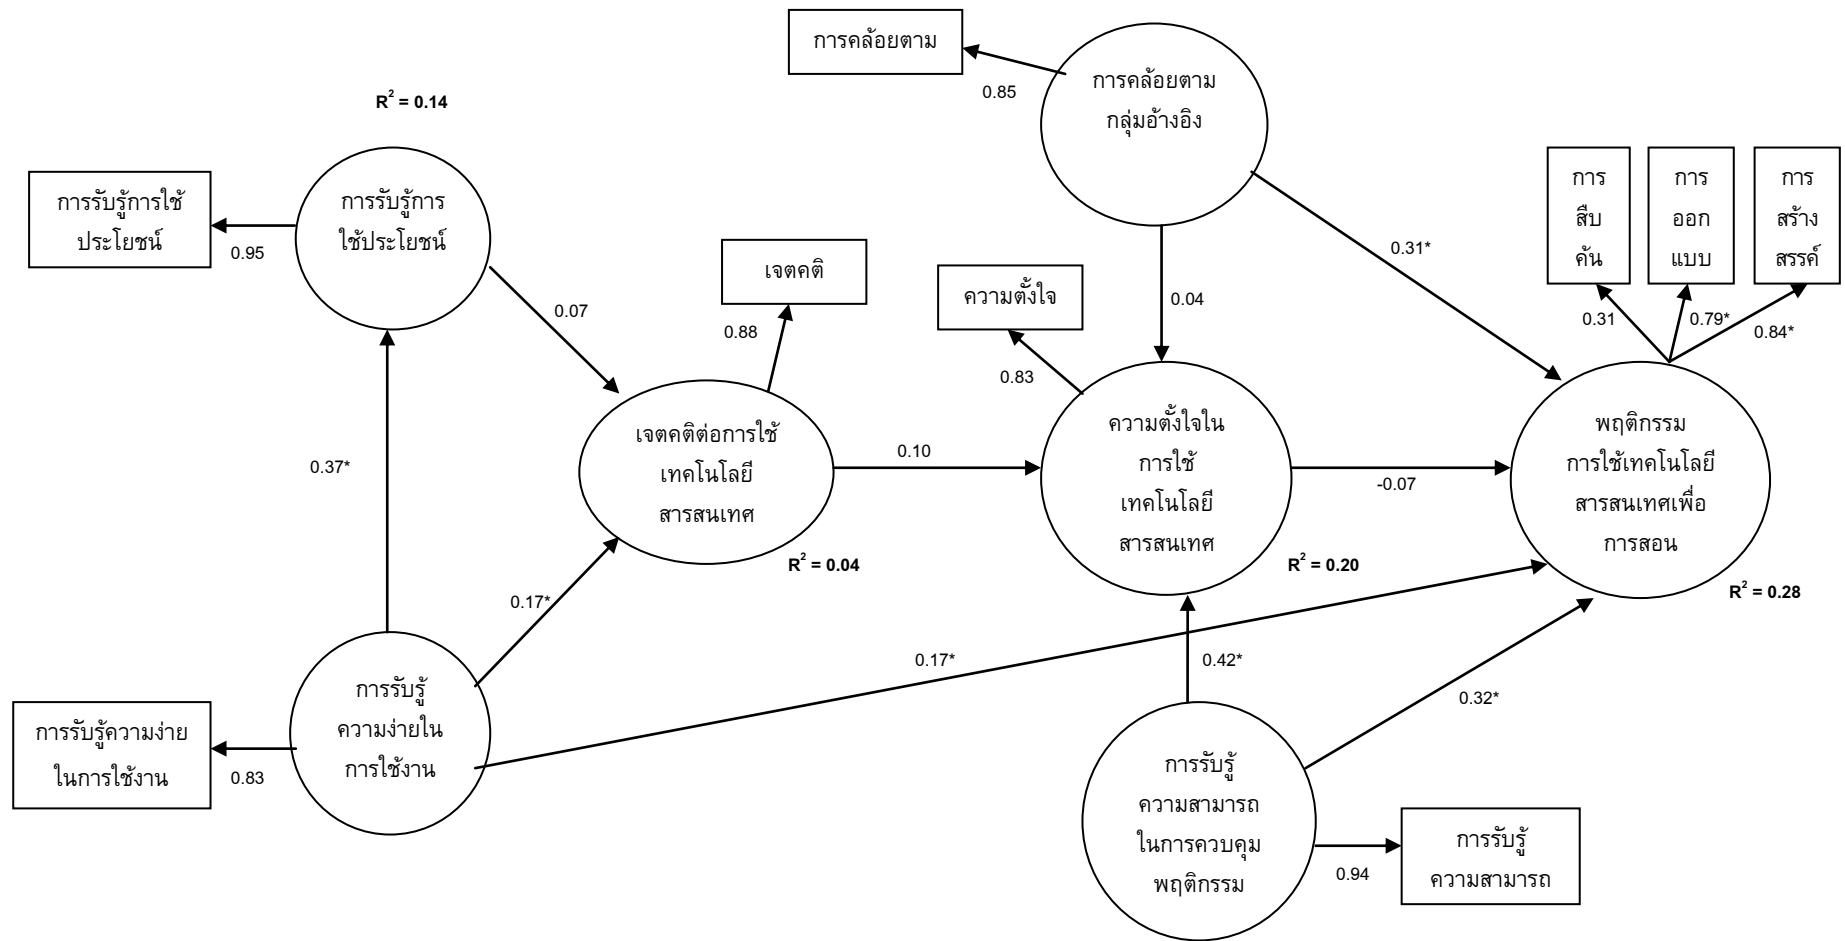 การคล้อยตาม
0.85
การคล้อยตาม
กลุ่มอ้างอิง
R² = 0.14
การรับรู้การใช้
ประโยชน์
0.95
การรับรู้การ
ใช้ประโยชน์
การ
สืบ
ค้น
การ
ออก
แบบ
การ
สร้าง
สรรค์
0.31*
เจตคติ
0.88
0.07
ความตั้งใจ
0.83
0.04
0.31
0.79*
0.84*
0.37*
เจตคติต่อการใช้
เทคโนโลยี
สารสนเทศ
R² = 0.04
0.10
ความตั้งใจใน
การใช้
เทคโนโลยี
สารสนเทศ
R² = 0.20
-0.07
พฤติกรรม
การใช้เทคโนโลยี
สารสนเทศเพื่อ
การสอน
R² = 0.28
0.17*
0.17*
0.42*
0.32*
การรับรู้ความง่าย
ในการใช้งาน
0.83
การรับรู้
ความง่ายใน
การใช้งาน
การรับรู้
ความสามารถ
ในการควบคุม
พฤติกรรม
0.94
การรับรู้
ความสามารถ